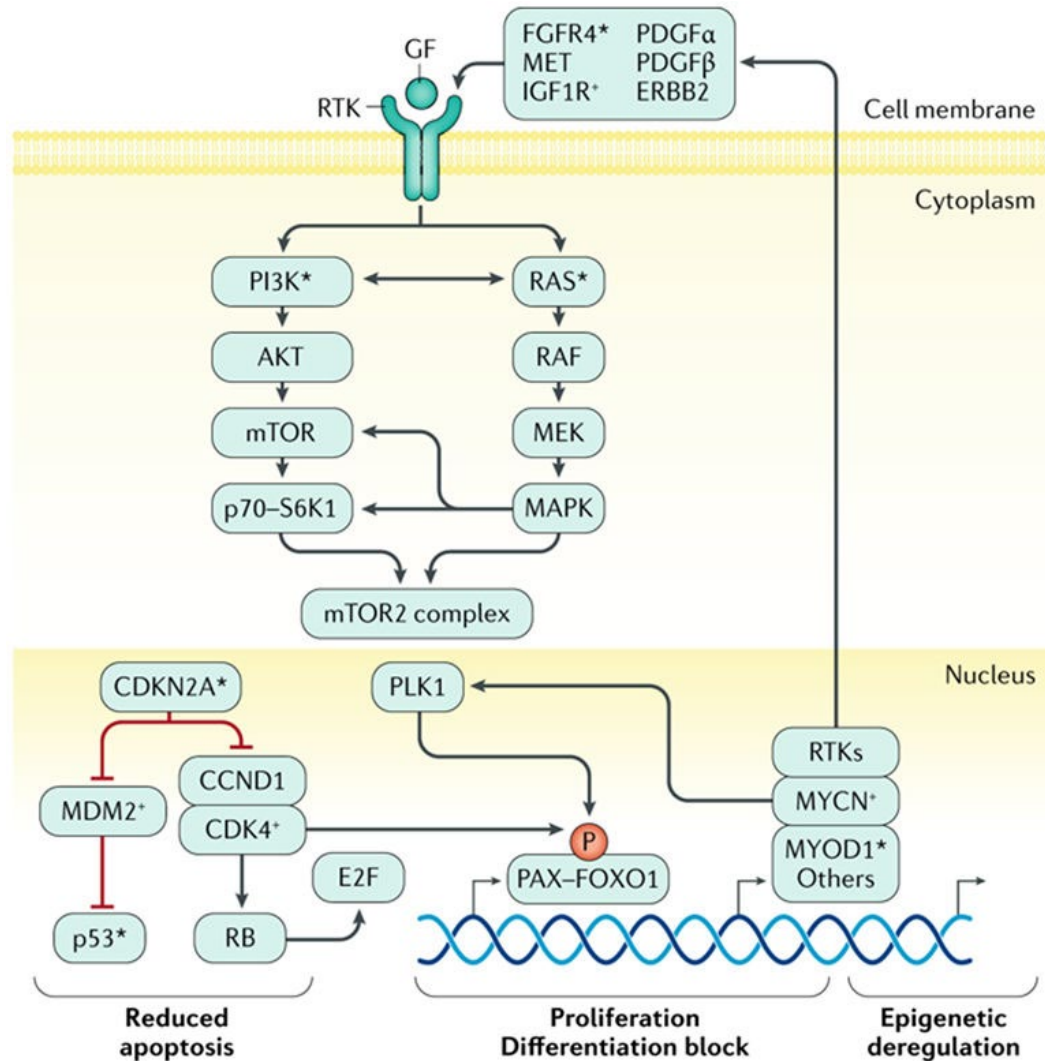 GF
RTK
FGFR4* PDGFα
MET PDGFβ
IGF1R⁺ ERBB2
Cell membrane
Cytoplasm
PI3K* RAS*
AKT RAF
mTOR MEK
p70–S6K1 MAPK
mTOR2 complex
Nucleus
CDKN2A* PLK1
RTKs
CCND1
MYCN⁺
MDM2⁺
CDK4⁺
P
MYOD1*
Others
E2F PAX–FOXO1
p53* RB
Reduced
apoptosis
Proliferation
Differentiation block
Epigenetic
deregulation